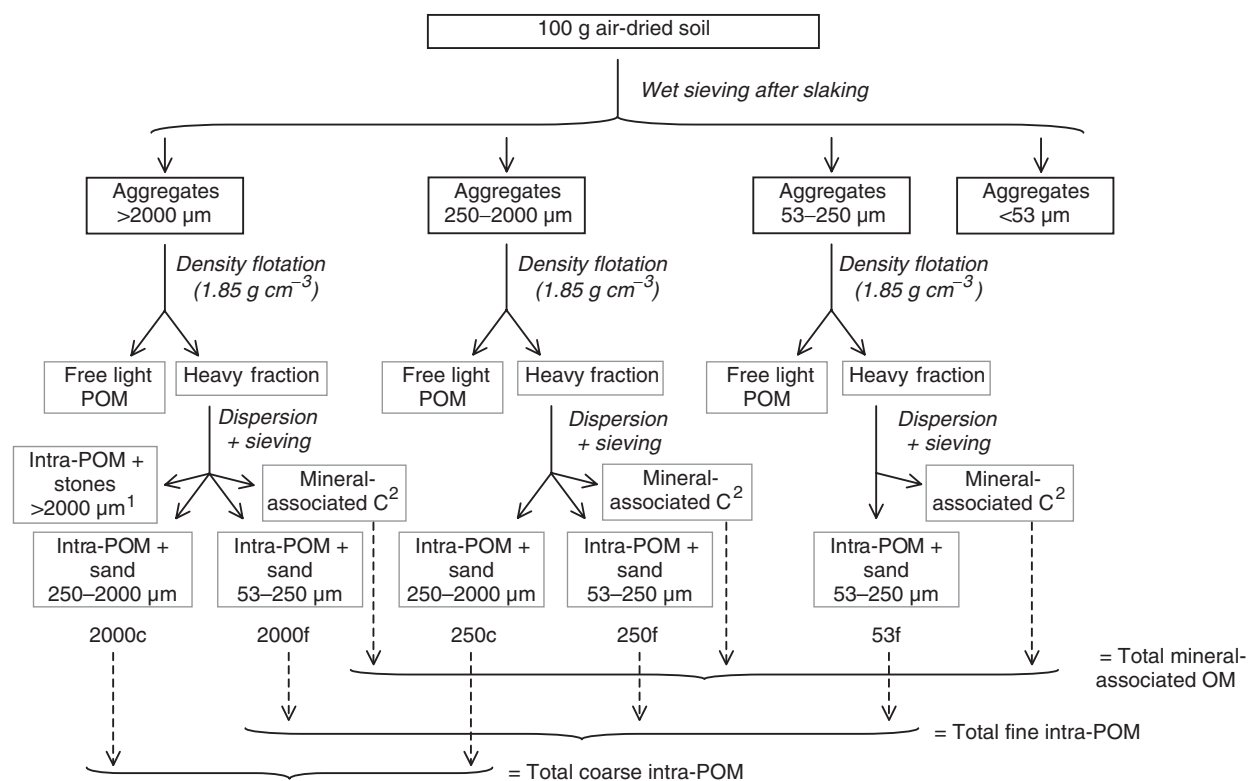 100 g air-dried soil
Wet sieving after slaking
Aggregates
>2000 µm
Aggregates
250–2000 µm
Aggregates
53–250 µm
Aggregates
<53 µm
Density flotation
(1.85 g cm⁻³)
Density flotation
(1.85 g cm⁻³)
Density flotation
(1.85 g cm⁻³)
Free light
POM
Heavy fraction
Free light
POM
Heavy fraction
Free light
POM
Heavy fraction
Dispersion
+ sieving
Dispersion
+ sieving
Dispersion
+ sieving
Intra-POM +
stones
>2000 µm¹
Mineral-
associated C²
Mineral-
associated C²
Mineral-
associated C²
Intra-POM +
sand
250–2000 µm
Intra-POM +
sand
53–250 µm
Intra-POM +
sand
250–2000 µm
Intra-POM +
sand
53–250 µm
Intra-POM +
sand
53–250 µm
2000c
2000f
250c
250f
53f
= Total mineral-
associated OM
= Total fine intra-POM
= Total coarse intra-POM